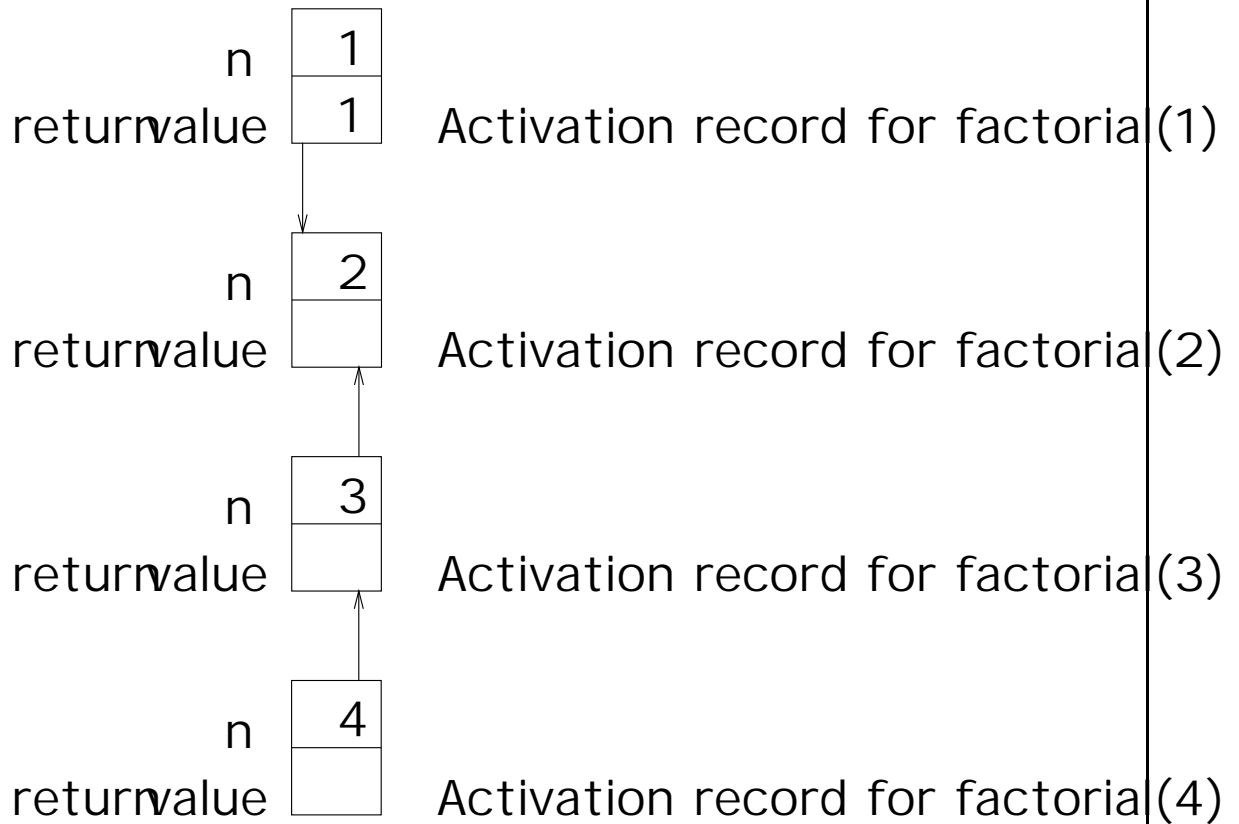 n 1
returnvalue 1 Activation record for factorial(1)
n 2
returnvalue Activation record for factorial(2)
n 3
returnvalue Activation record for factorial(3)
n 4
returnvalue Activation record for factorial(4)